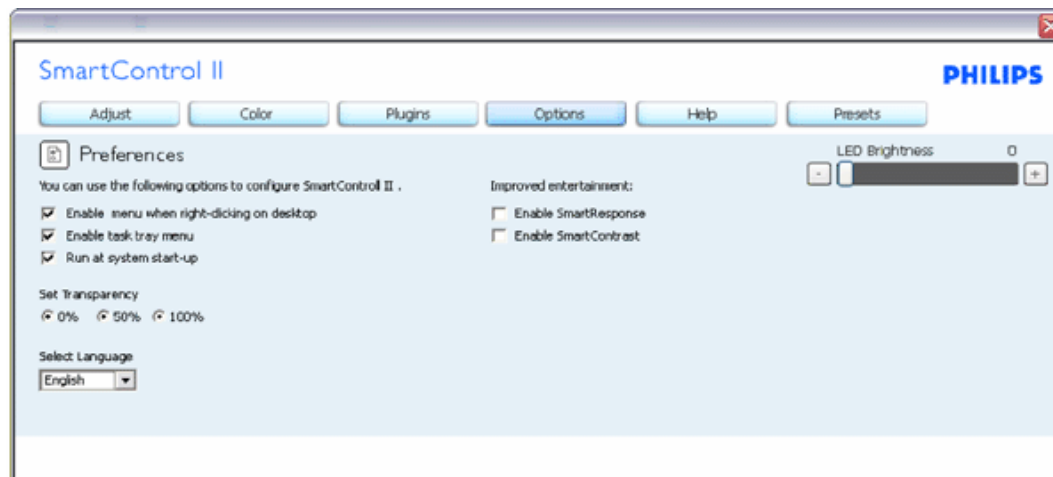 SmartControl II
PHILIPS
Adjust Color Plugins Options Help Presets
Preferences
LED Brightness 0
- +
You can use the following options to configure SmartControl II .
Enable menu when right-clicking on desktop
Enable task tray menu
Run at system start-up
Improved entertainment:
Enable SmartResponse
Enable SmartContrast
Set Transparency
0% 50% 100%
Select Language
English